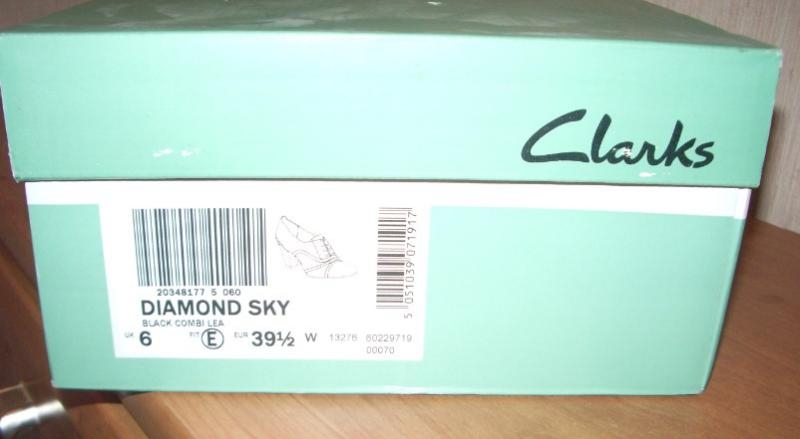 Clarks
20348177 5 060
DIAMOND SKY
BLACK COMBI LEA
UK 6 FIT E EUR 39½ W 13276 60229719
00070
5 051039 071917